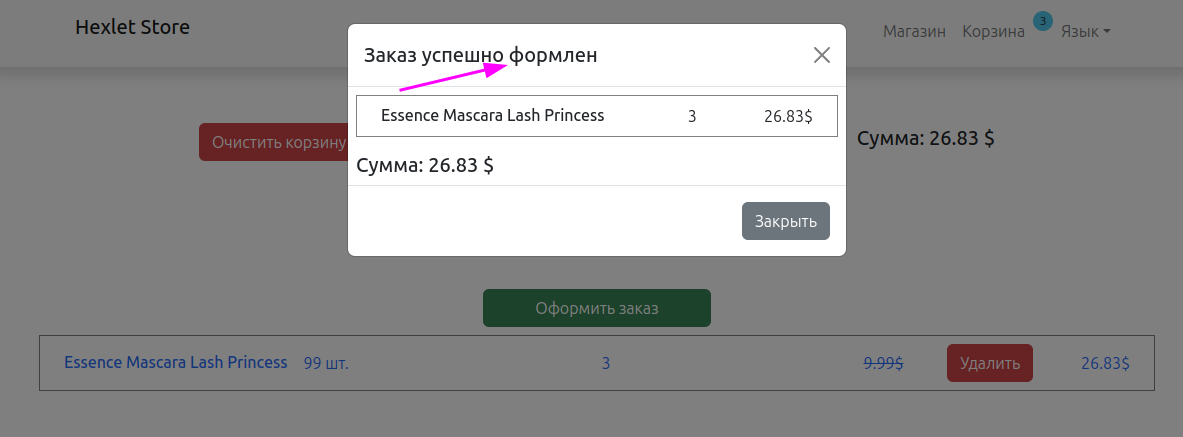 Hexlet Store
Магазин Корзина 3 Язык
Заказ успешно формлен
Essence Mascara Lash Princess 3 26.83$
Сумма: 26.83 $
Закрыть
Очистить корзину
Сумма: 26.83 $
Оформить заказ
Essence Mascara Lash Princess 99 шт. 3 9.99$ Удалить 26.83$